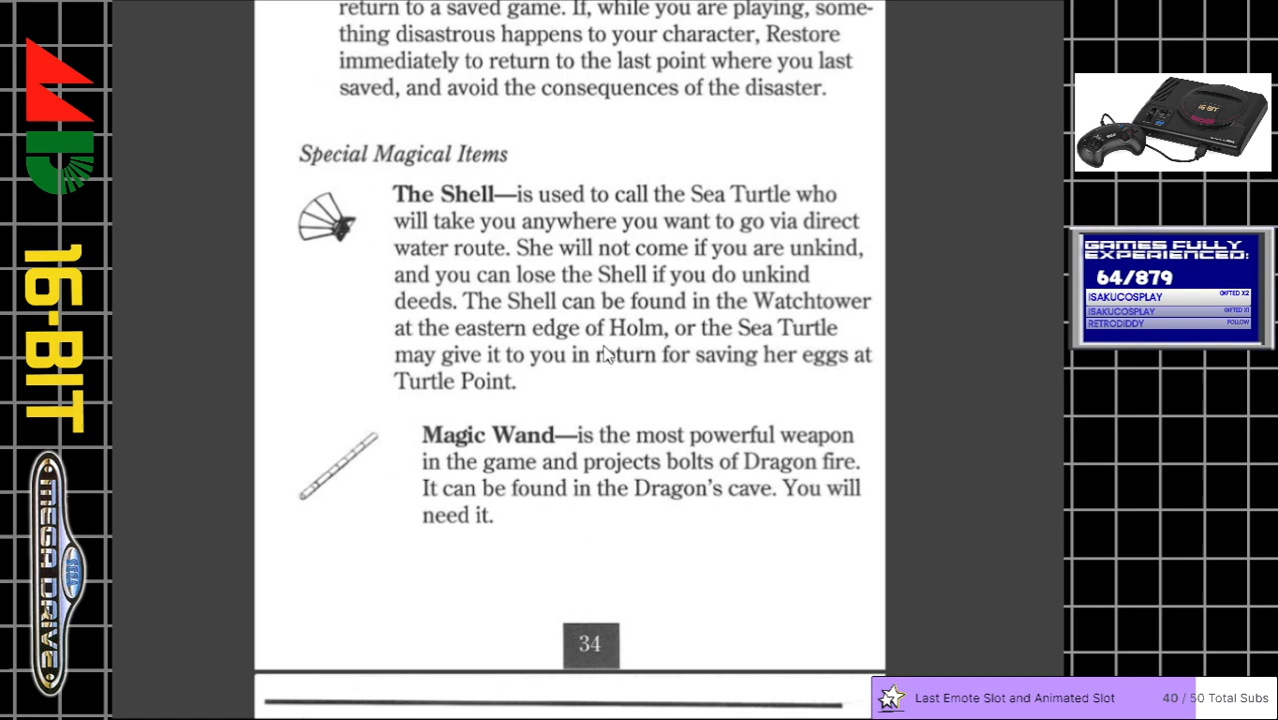 return to a saved game. If, while you are playing, some-
thing disastrous happens to your character, Restore
immediately to return to the last point where you last
saved, and avoid the consequences of the disaster.
Special Magical Items
The Shell—is used to call the Sea Turtle who
will take you anywhere you want to go via direct
water route. She will not come if you are unkind,
and you can lose the Shell if you do unkind
deeds. The Shell can be found in the Watchtower
at the eastern edge of Holm, or the Sea Turtle
may give it to you in return for saving her eggs at
Turtle Point.
Magic Wand—is the most powerful weapon
in the game and projects bolts of Dragon fire.
It can be found in the Dragon's cave. You will
need it.
34
MD
16-BIT
MEGA DRIVE
SEGA
16-BIT
GAMES FULLY
EXPERIENCED:
64/879
ISAKUCOSPLAY GIFTED X2
ISAKUCOSPLAY GIFTED X1
RETRODIDDY FOLLOW
Last Emote Slot and Animated Slot 40 / 50 Total Subs